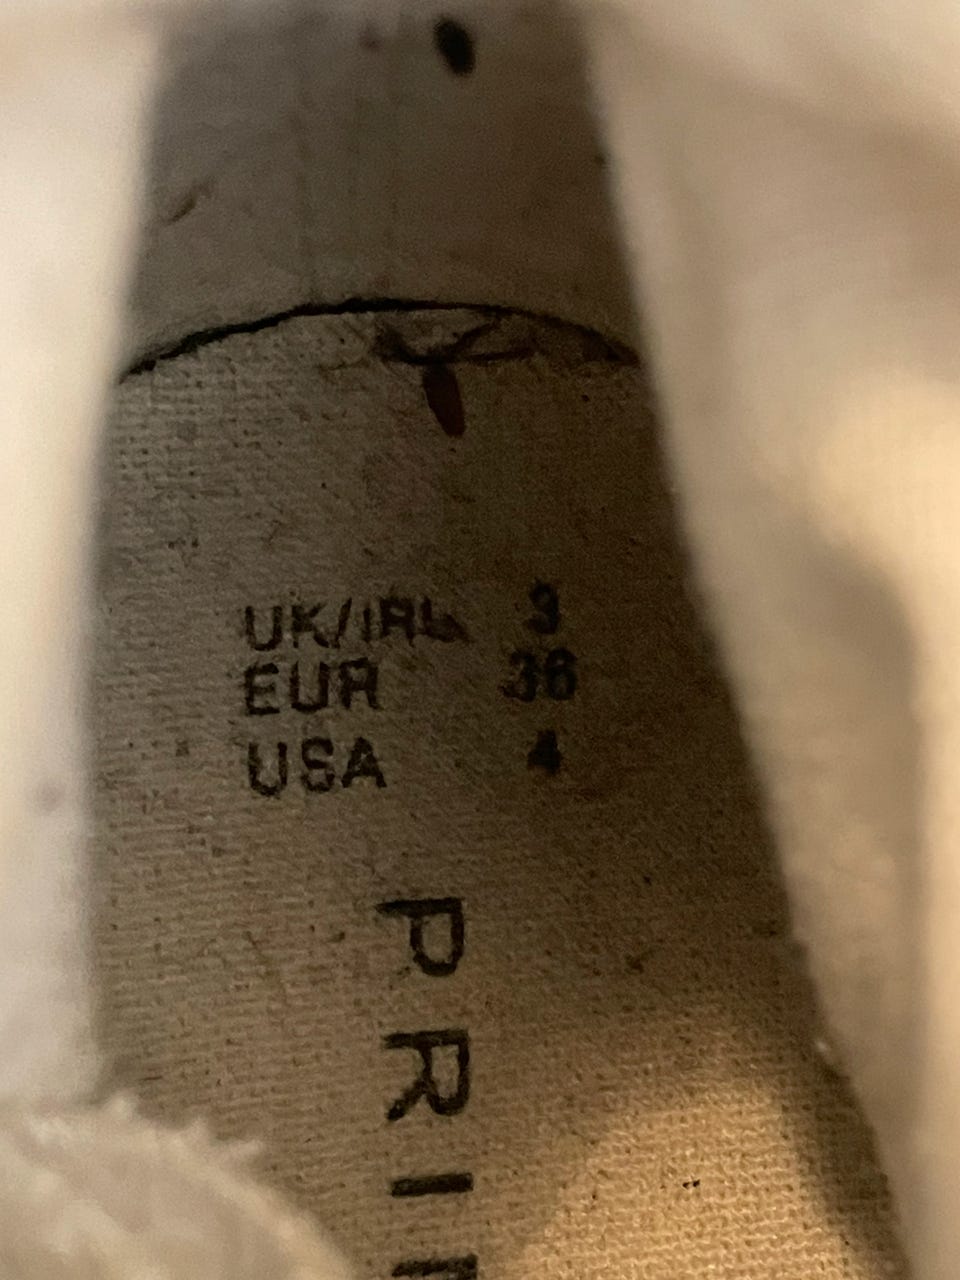 UK/IRL 3
EUR 36
USA 4
PRI